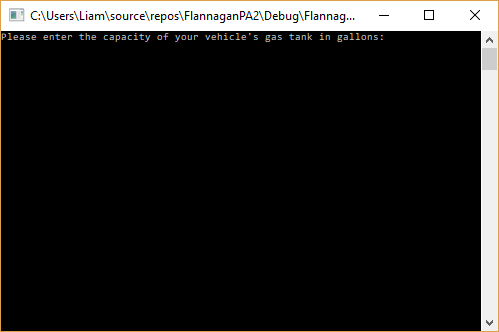 C:\Users\Liam\source\repos\FlannaganPA2\Debug\Flannag...
Please enter the capacity of your vehicle's gas tank in gallons: